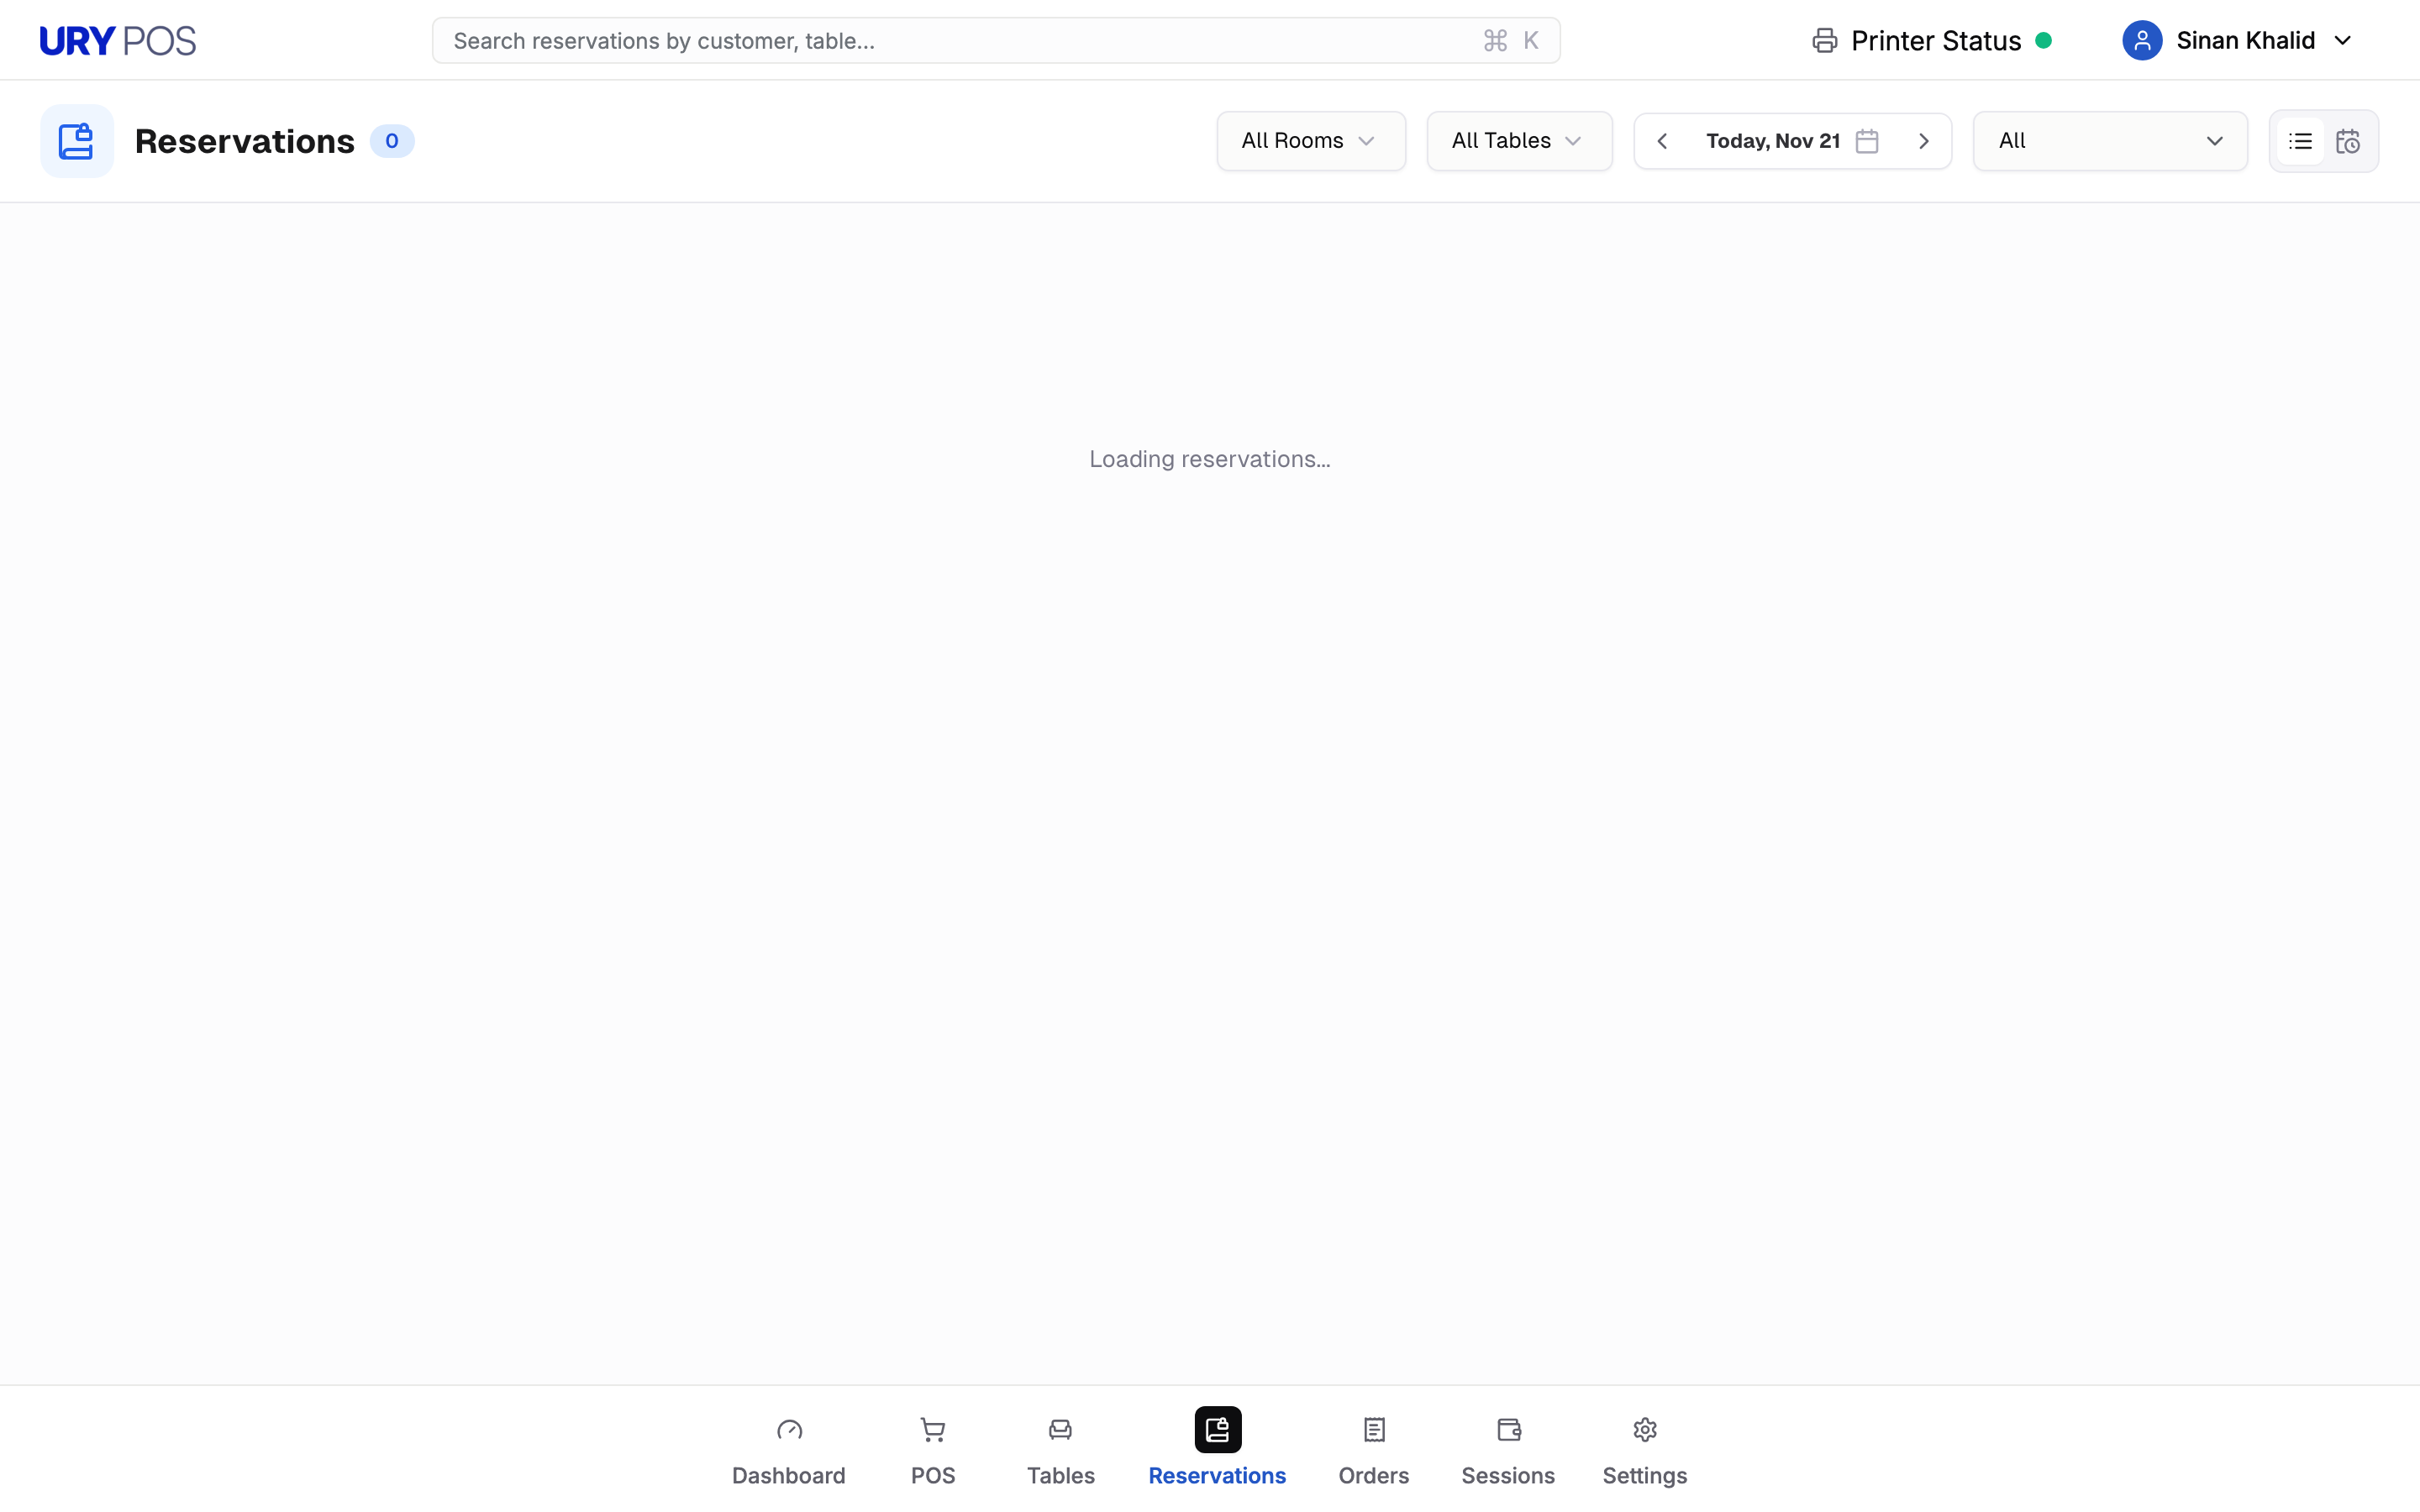 URY POS
Search reservations by customer, table...
⌘ K
Printer Status
Sinan Khalid
Reservations
0
All Rooms
All Tables
Today, Nov 21
All
Loading reservations...
Dashboard
POS
Tables
Reservations
Orders
Sessions
Settings